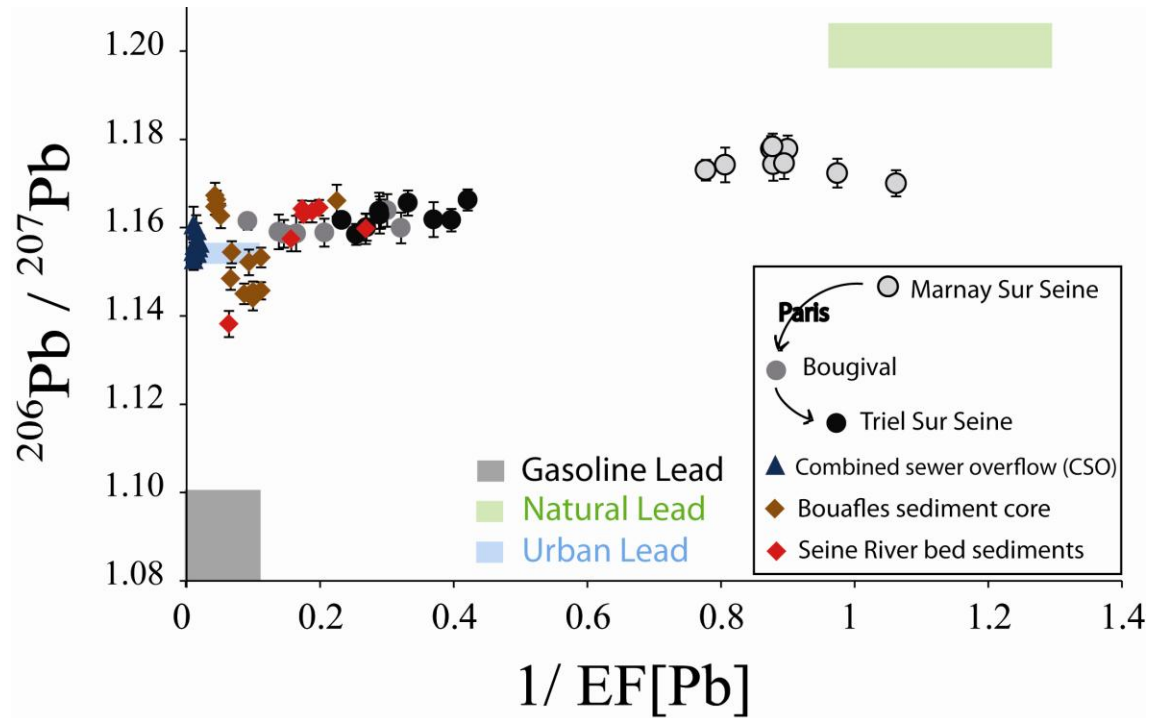 ²⁰⁶Pb / ²⁰⁷Pb
1.20
1.18
1.16
1.14
1.12
1.10
1.08
0
0.2
0.4
0.6
0.8
1
1.2
1.4
1/ EF[Pb]
Gasoline Lead
Natural Lead
Urban Lead
Marnay Sur Seine
Paris
Bougival
Triel Sur Seine
Combined sewer overflow (CSO)
Bouafles sediment core
Seine River bed sediments